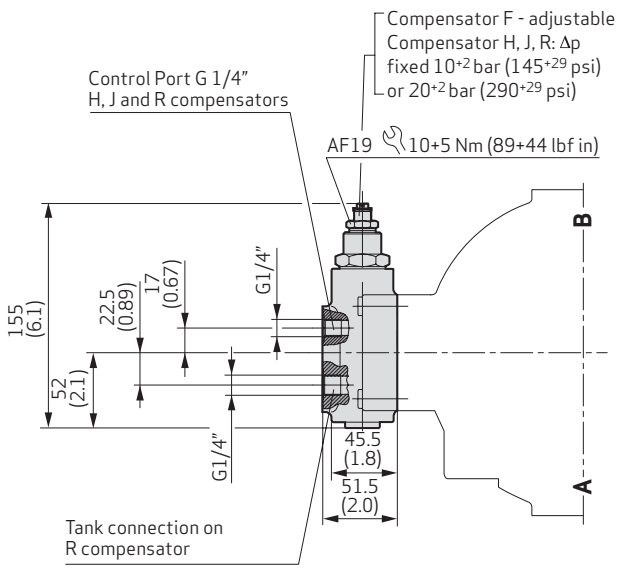 Compensator F - adjustable
Compensator H, J, R: Δp
fixed 10+2 bar (145+29 psi)
or 20+2 bar (290+29 psi)
Control Port G 1/4”
H, J and R compensators
AF19 10+5 Nm (89+44 lbf in)
B
G1/4”
17
(0.67)
22.5
(0.89)
155
(6.1)
52
(2.1)
G1/4”
45.5
(1.8)
51.5
(2.0)
A
Tank connection on
R compensator